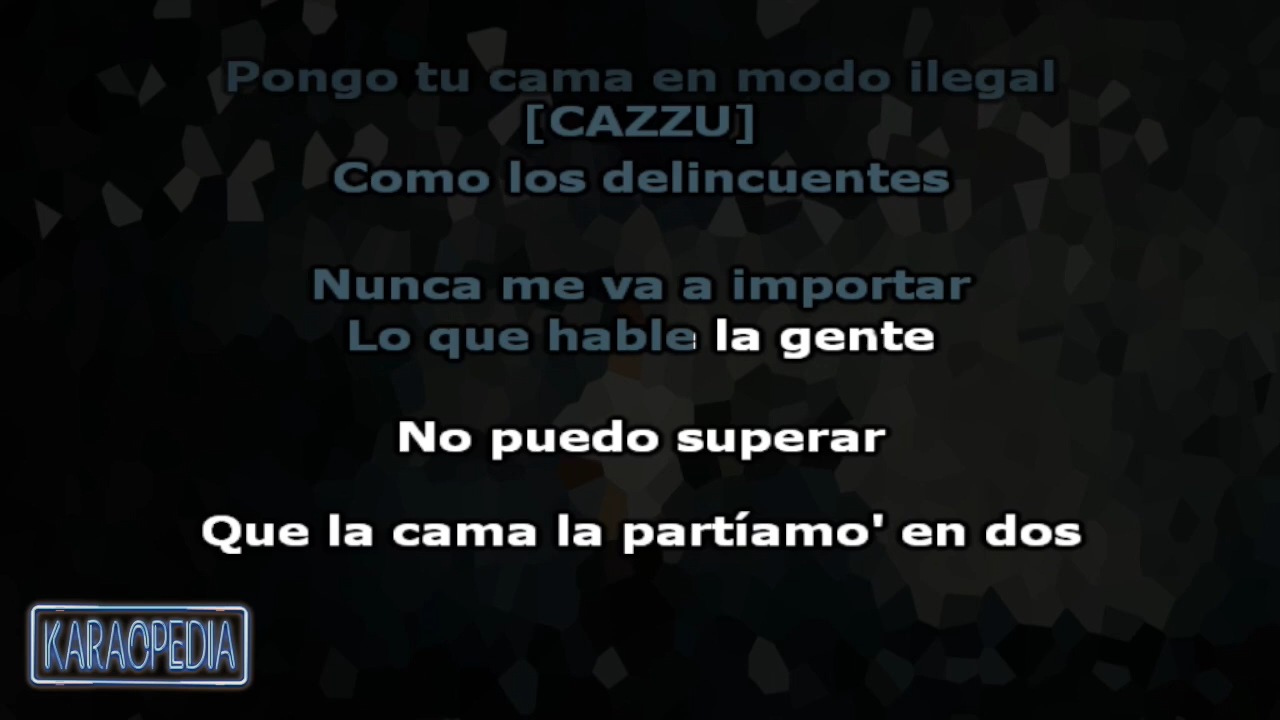 Pongo tu cama en modo ilegal
[CAZZU]
Como los delincuentes
Nunca me va a importar
Lo que hable la gente
No puedo superar
Que la cama la partíamo' en dos
KARAOPEDIA